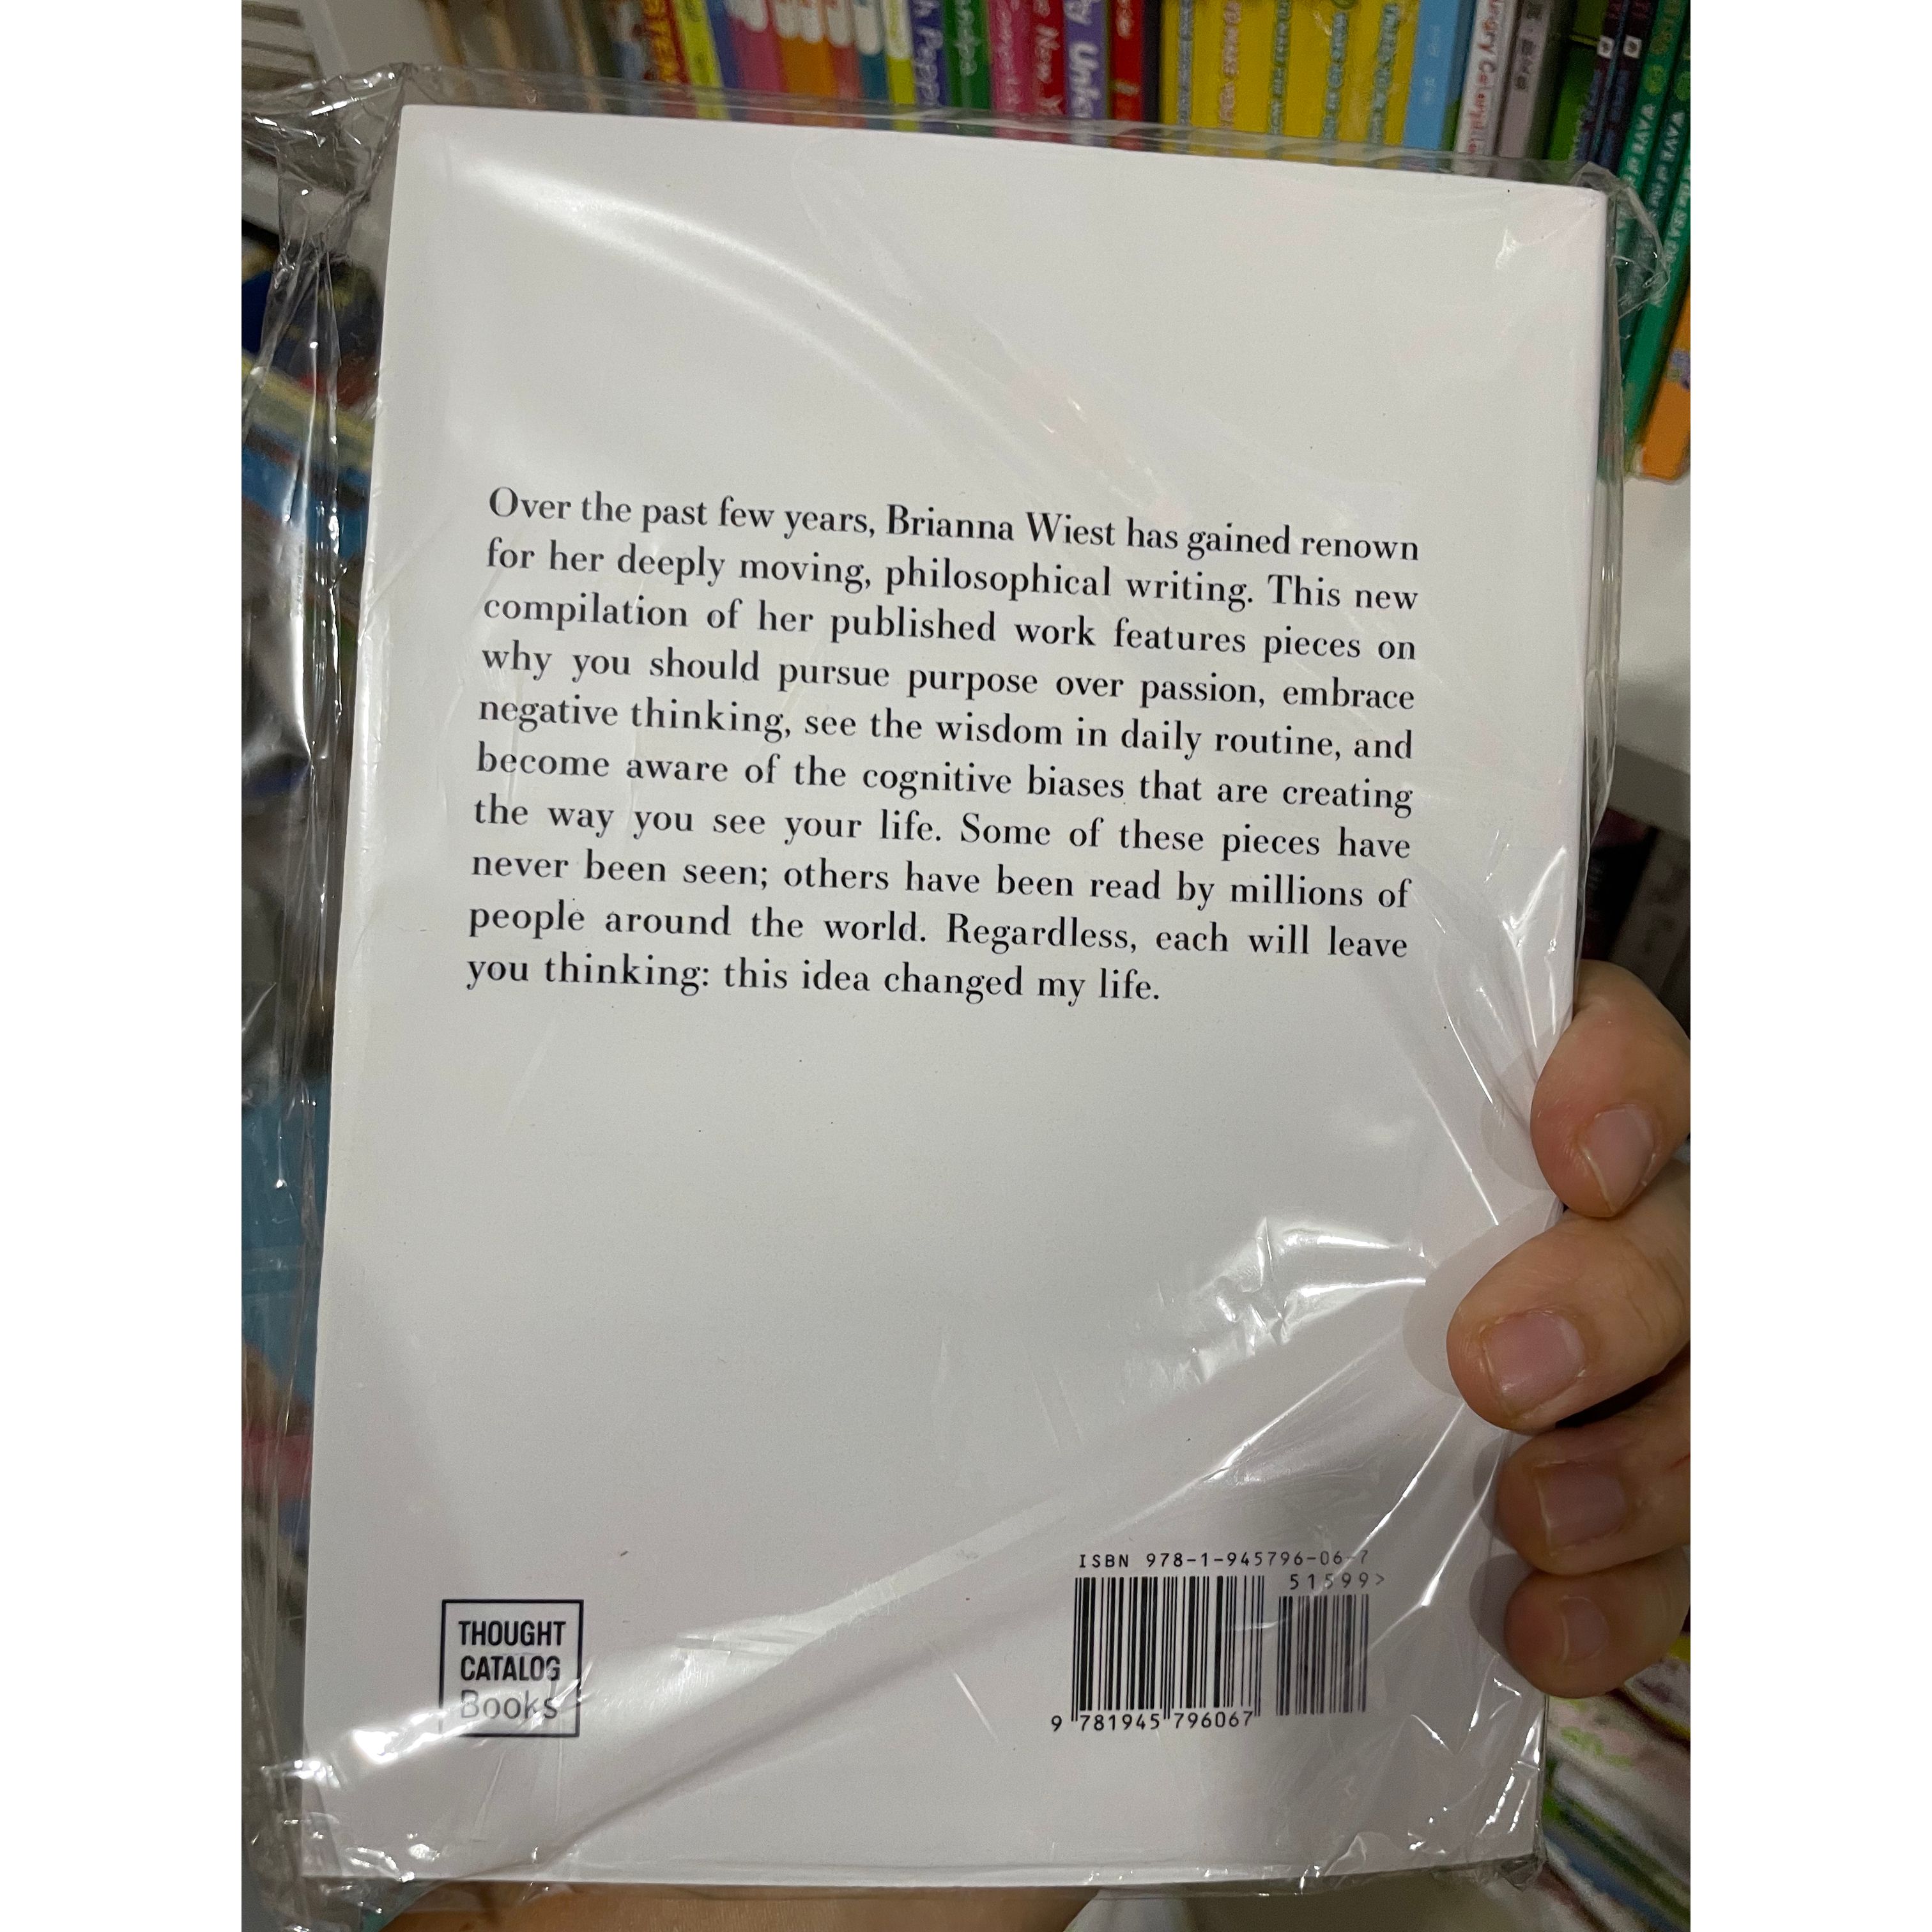 New
Over the past few years, Brianna Wiest has gained renown
for her deeply moving, philosophical writing. This new
compilation of her published work features pieces on
why you should pursue purpose over passion, embrace
negative thinking, see the wisdom in daily routine, and
become aware of the cognitive biases that are creating
the way you see your life. Some of these pieces have
never been seen; others have been read by millions of
people around the world. Regardless, each will leave
you thinking: this idea changed my life.
ISBN 978-1-945796-06-7
51599>
9 781945 796067
THOUGHT
CATALOG
Books